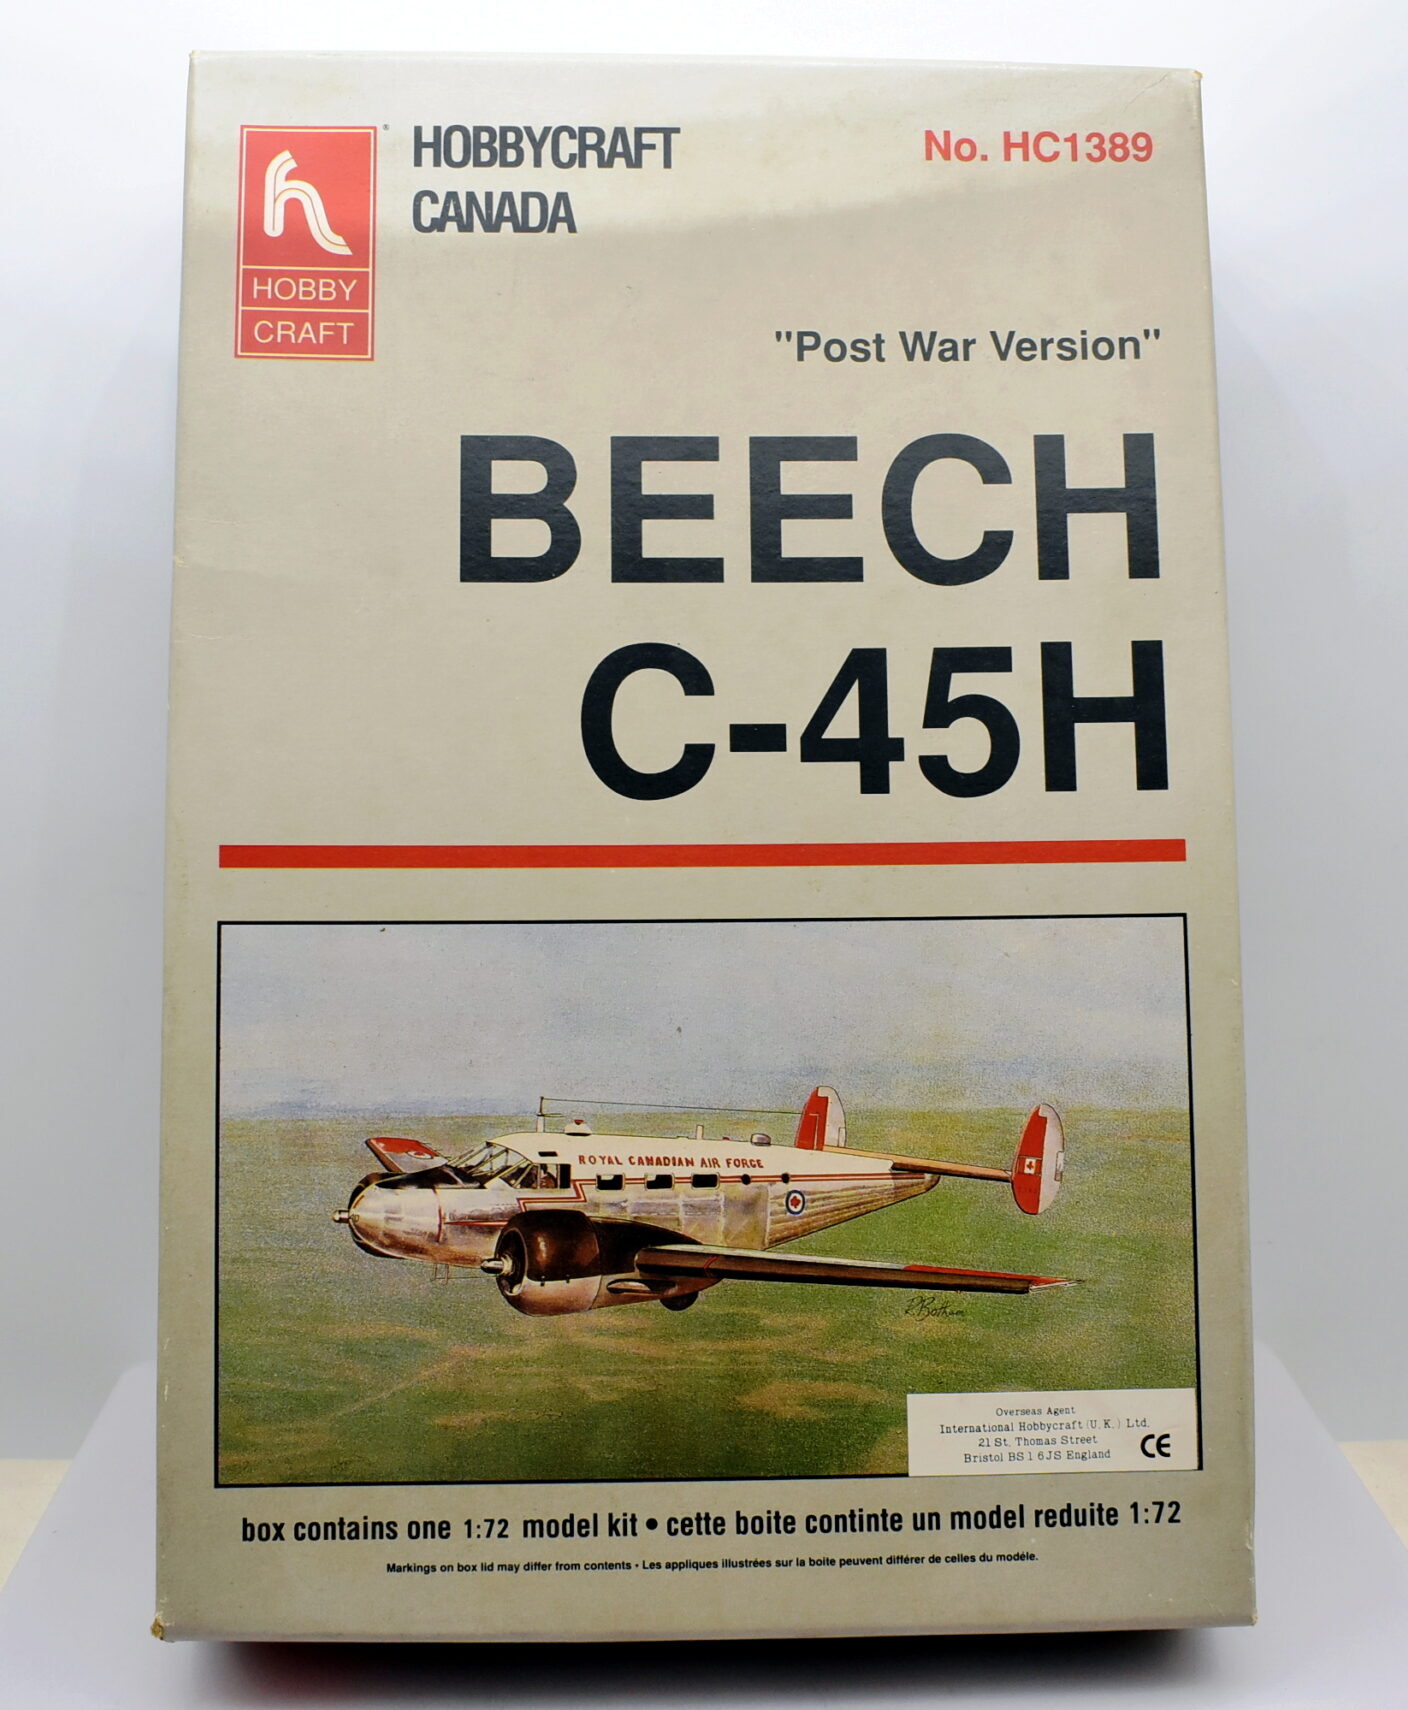 HOBBYCRAFT
CANADA
No. HC1389
h
HOBBY
CRAFT
®
"Post War Version"
BEECH
C-45H
ROYAL CANADIAN AIR FORCE
R. Botham
Overseas Agent
International Hobbycraft (U.K.) Ltd.
21 St. Thomas Street
Bristol BS1 6JS England
CE
box contains one 1:72 model kit • cette boite continte un model reduite 1:72
Markings on box lid may differ from contents • Les appliques illustrées sur la boite peuvent différer de celles du modéle.